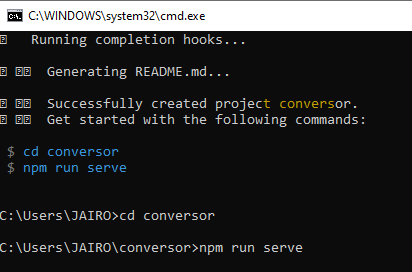 C:\WINDOWS\system32\cmd.exe
Running completion hooks...
Generating README.md...
Successfully created project conversor.
Get started with the following commands:
$ cd conversor
$ npm run serve
C:\Users\JAIRO>cd conversor
C:\Users\JAIRO\conversor>npm run serve